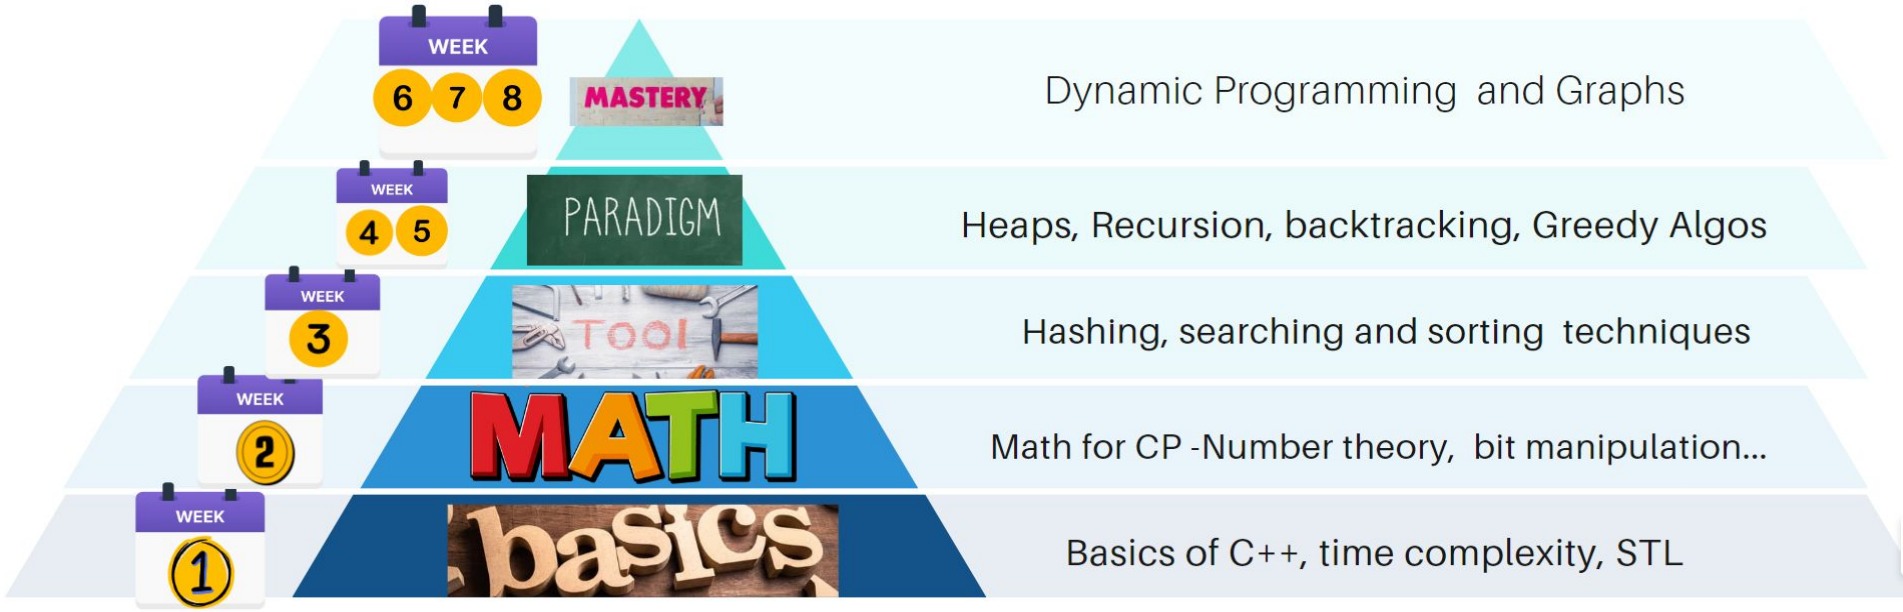 WEEK
6 7 8
MASTERY
Dynamic Programming and Graphs
WEEK
4 5
PARADIGM
Heaps, Recursion, backtracking, Greedy Algos
WEEK
3
TOOl
Hashing, searching and sorting techniques
WEEK
2
MATH
Math for CP -Number theory, bit manipulation...
WEEK
1
basics
Basics of C++, time complexity, STL